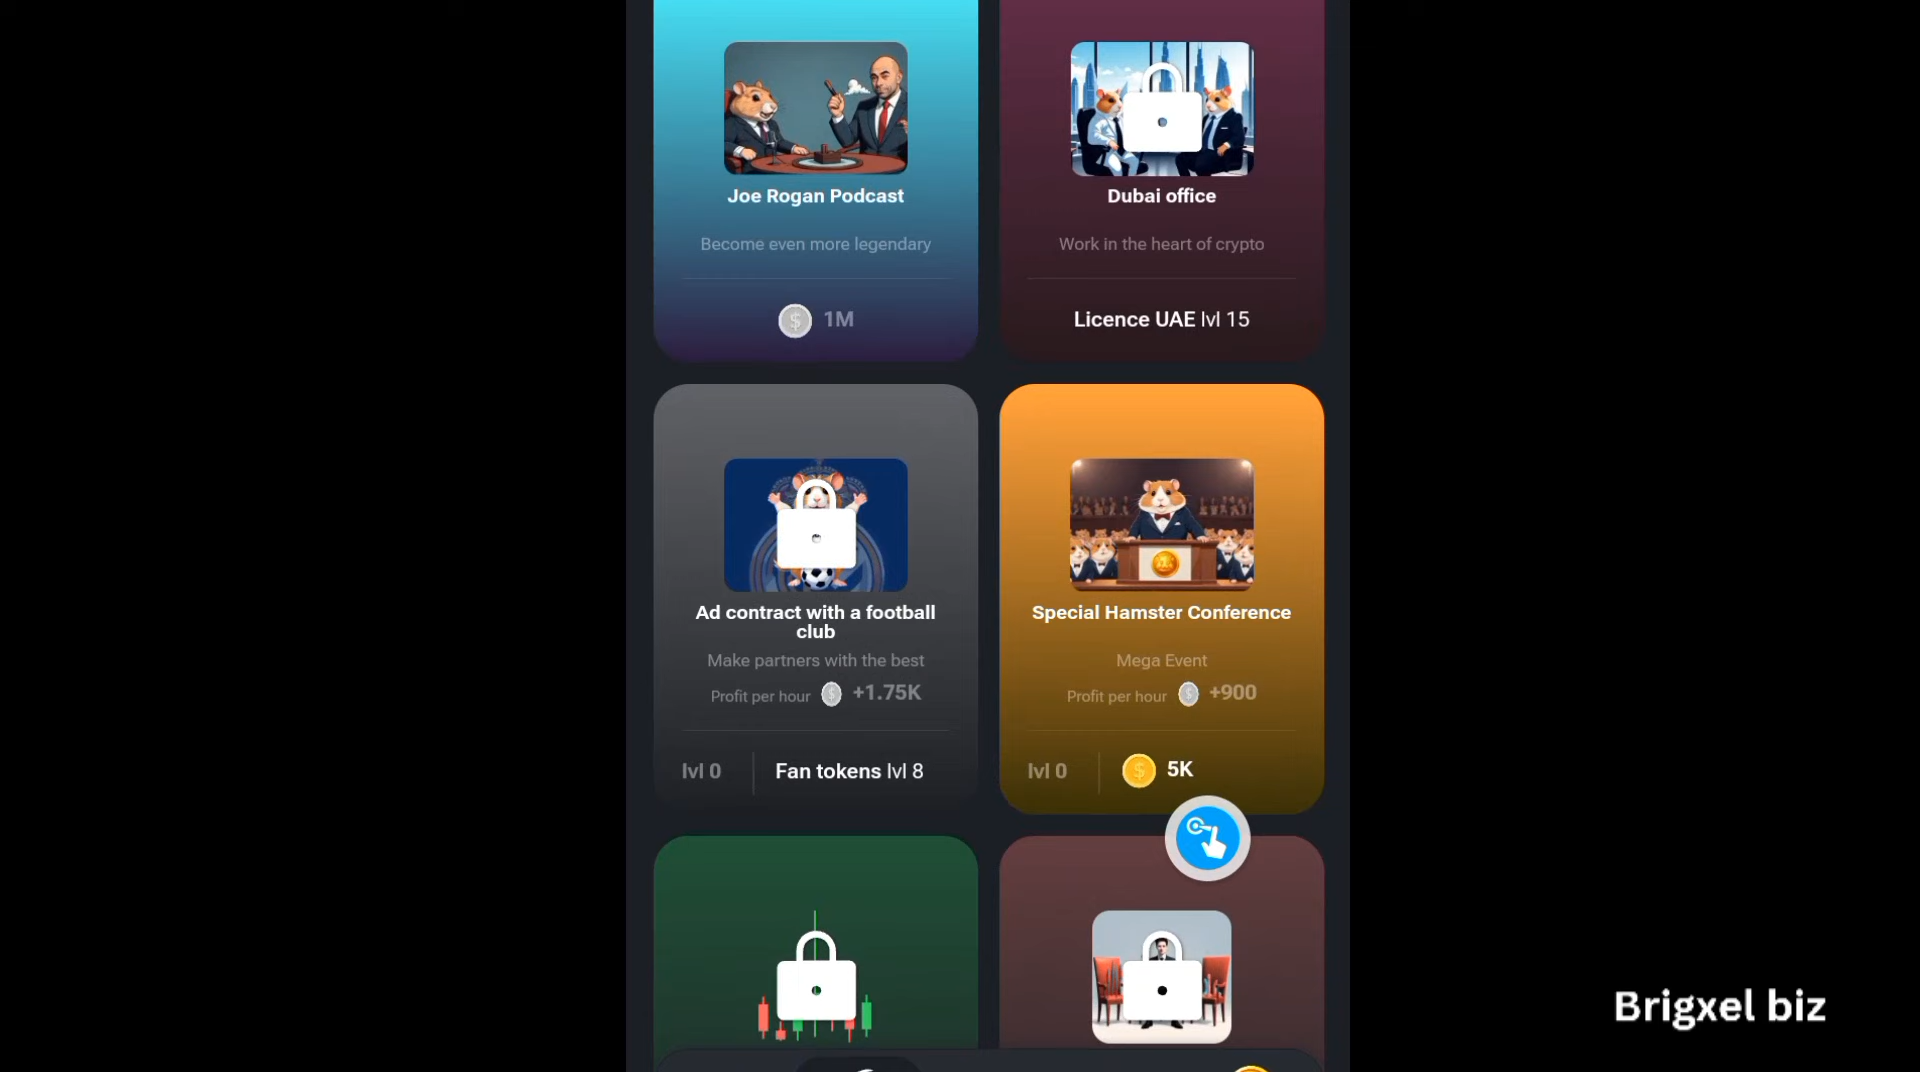 Joe Rogan Podcast
Become even more legendary
1M
Dubai office
Work in the heart of crypto
Licence UAE lvl 15
Ad contract with a football
club
Make partners with the best
Profit per hour +1.75K
lvl 0 Fan tokens lvl 8
Special Hamster Conference
Mega Event
Profit per hour +900
lvl 0 5K
Brigxel biz